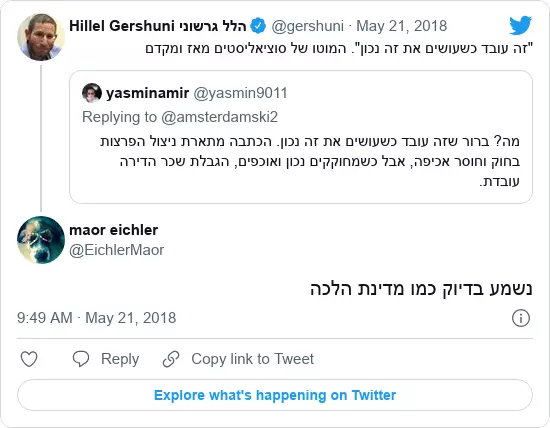 Hillel Gershuni הלל גרשוני @gershuni · May 21, 2018
"זה עובד כשעושים את זה נכון". המוטו של סוציאליסטים מאז ומקדם
yasminamir @yasmin9011
Replying to @amsterdamski2
מה? ברור שזה עובד כשעושים את זה נכון. הכתבה מתארת ניצול הפרצות
בחוק וחוסר אכיפה, אבל כשמחוקקים נכון ואוכפים, הגבלת שכר הדירה
עובדת.
maor eichler
@EichlerMaor
נשמע בדיוק כמו מדינת הלכה
9:49 AM · May 21, 2018
Reply
Copy link to Tweet
Explore what's happening on Twitter